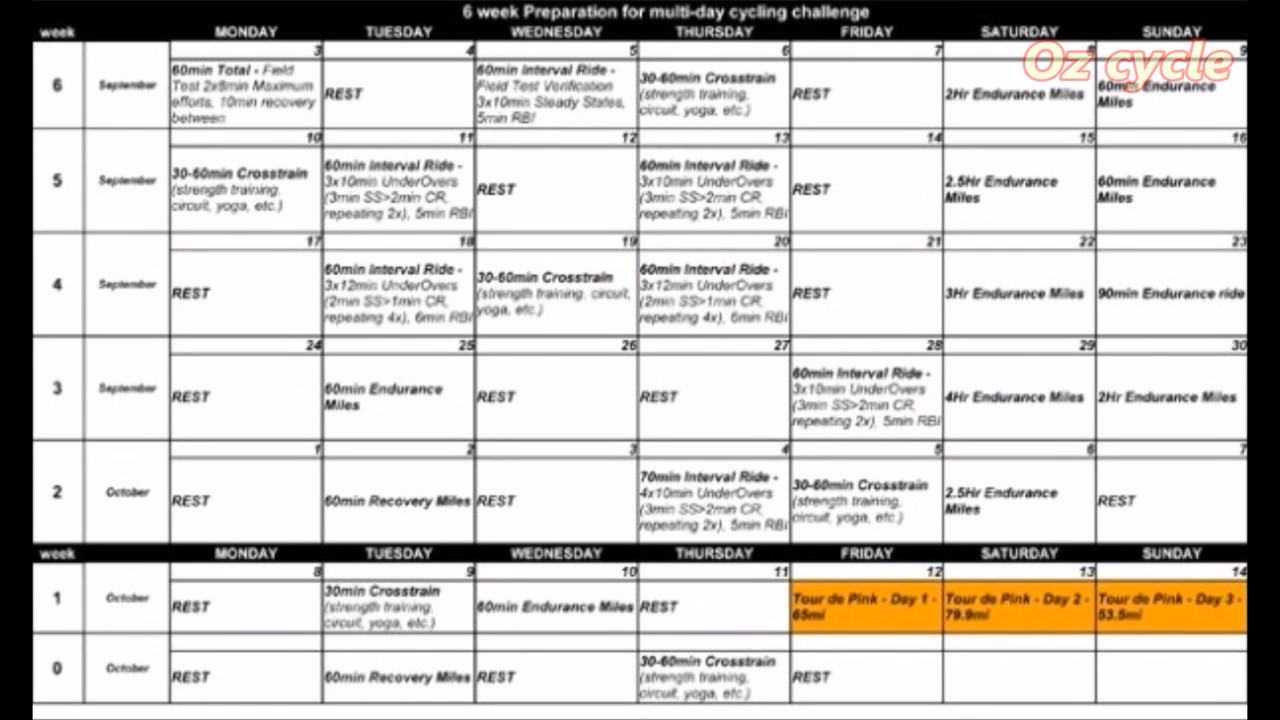 6 week Preparation for multi-day cycling challenge
week MONDAY TUESDAY WEDNESDAY THURSDAY FRIDAY SATURDAY SUNDAY
Oz cycle
3 4 5 6 7 8 9
6 September
60min Total - Field
Test 2x8min Maximum
efforts, 10min recovery
between
REST
60min Interval Ride -
Field Test Verification
3x10min Steady States,
5min RBI
30-60min Crosstrain
(strength training,
circuit, yoga, etc.)
REST
2Hr Endurance Miles
60min Endurance
Miles
10 11 12 13 14 15 16
5 September
30-60min Crosstrain
(strength training,
circuit, yoga, etc.)
60min Interval Ride -
3x10min UnderOvers
(3min SS>2min CR,
repeating 2x), 5min RBI
REST
60min Interval Ride -
3x10min UnderOvers
(3min SS>2min CR,
repeating 2x), 5min RBI
REST
2.5Hr Endurance
Miles
60min Endurance
Miles
17 18 19 20 21 22 23
4 September
REST
60min Interval Ride -
3x12min UnderOvers
(2min SS>1min CR,
repeating 4x), 6min RBI
30-60min Crosstrain
(strength training, circuit,
yoga, etc.)
60min Interval Ride -
3x12min UnderOvers
(2min SS>1min CR,
repeating 4x), 6min RBI
REST
3Hr Endurance Miles
90min Endurance ride
24 25 26 27 28 29 30
3 September
REST
60min Endurance
Miles
REST
REST
60min Interval Ride -
3x10min UnderOvers
(3min SS>2min CR,
repeating 2x), 5min RBI
4Hr Endurance Miles
2Hr Endurance Miles
1 2 3 4 5 6 7
2 October
REST
60min Recovery Miles
REST
70min Interval Ride -
4x10min UnderOvers
(3min SS>2min CR,
repeating 2x), 5min RBI
30-60min Crosstrain
(strength training,
circuit, yoga, etc.)
2.5Hr Endurance
Miles
REST
week MONDAY TUESDAY WEDNESDAY THURSDAY FRIDAY SATURDAY SUNDAY
8 9 10 11 12 13 14
1 October
REST
30min Crosstrain
(strength training,
circuit, yoga, etc.)
60min Endurance Miles
REST
Tour de Pink - Day 1 -
65mi
Tour de Pink - Day 2 -
79.9mi
Tour de Pink - Day 3 -
53.5mi
0 October
REST
60min Recovery Miles
REST
30-60min Crosstrain
(strength training,
circuit, yoga, etc.)
REST